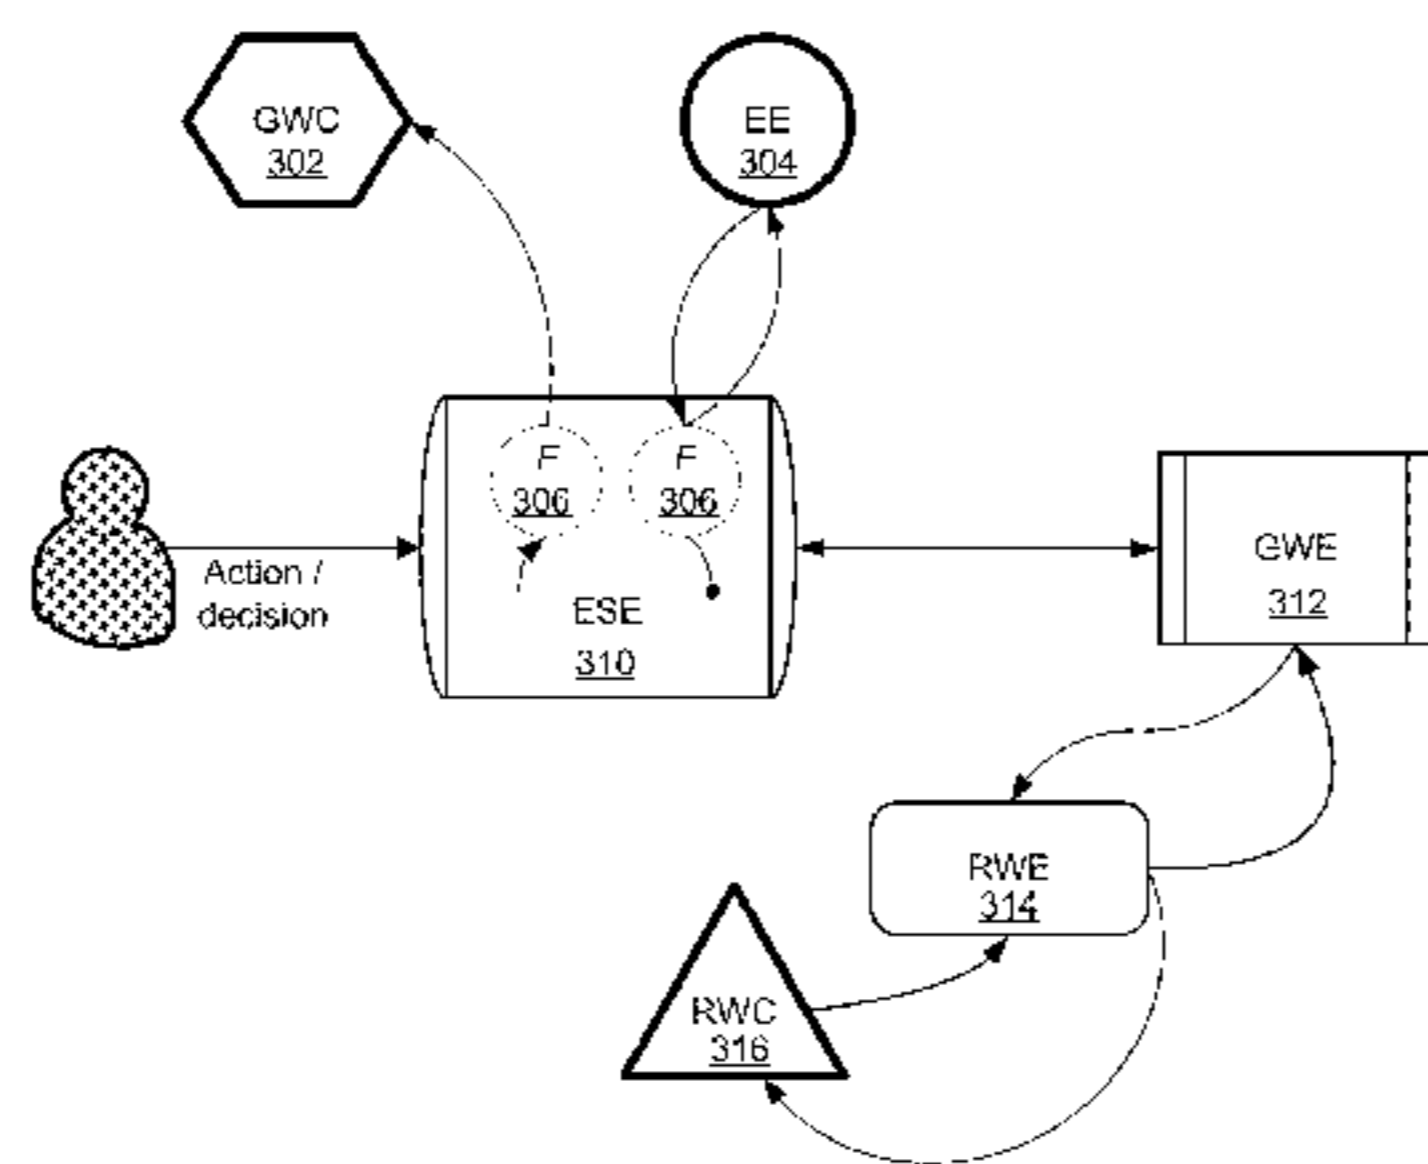 GWC
302
EE
304
F
306
F
306
Action /
decision
ESE
310
GWE
312
RWE
314
RWC
316